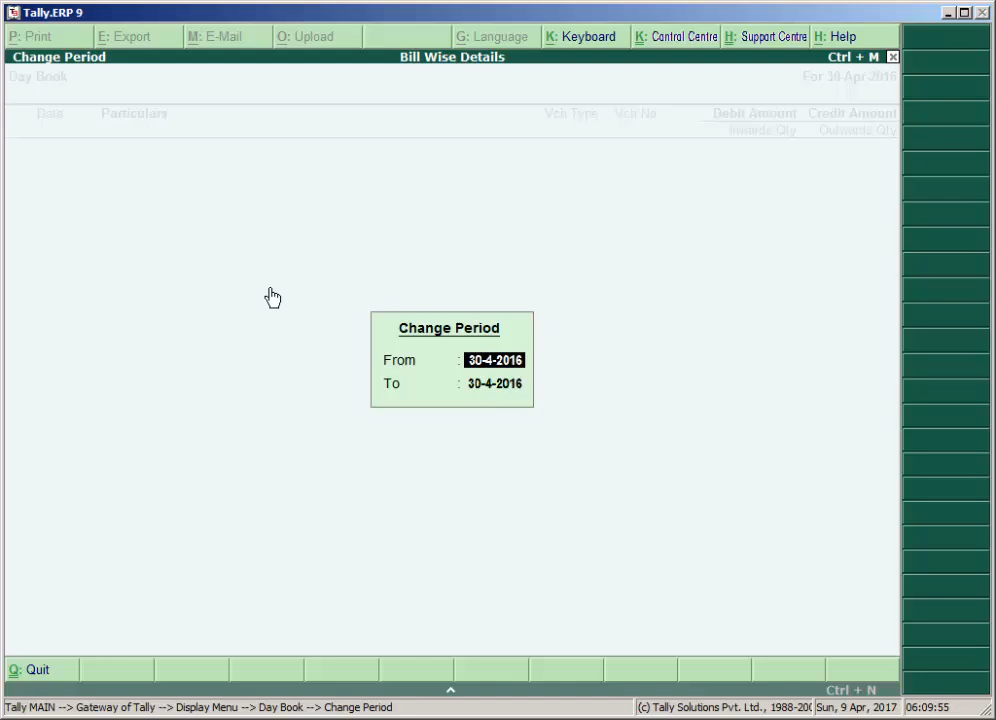 Tally.ERP 9
P: Print E: Export M: E-Mail O: Upload G: Language K: Keyboard K: Control Centre H: Support Centre H: Help
Change Period Bill Wise Details Ctrl + M
Day Book For 30-Apr-2016
Date Particulars Vch Type Vch No Debit Amount Credit Amount
Inwards Qty Outwards Qty
Change Period
From : 30-4-2016
To : 30-4-2016
Q: Quit
Ctrl + N
Tally MAIN --> Gateway of Tally --> Display Menu --> Day Book --> Change Period (c) Tally Solutions Pvt. Ltd., 1988-200 Sun, 9 Apr, 2017 06:09:55